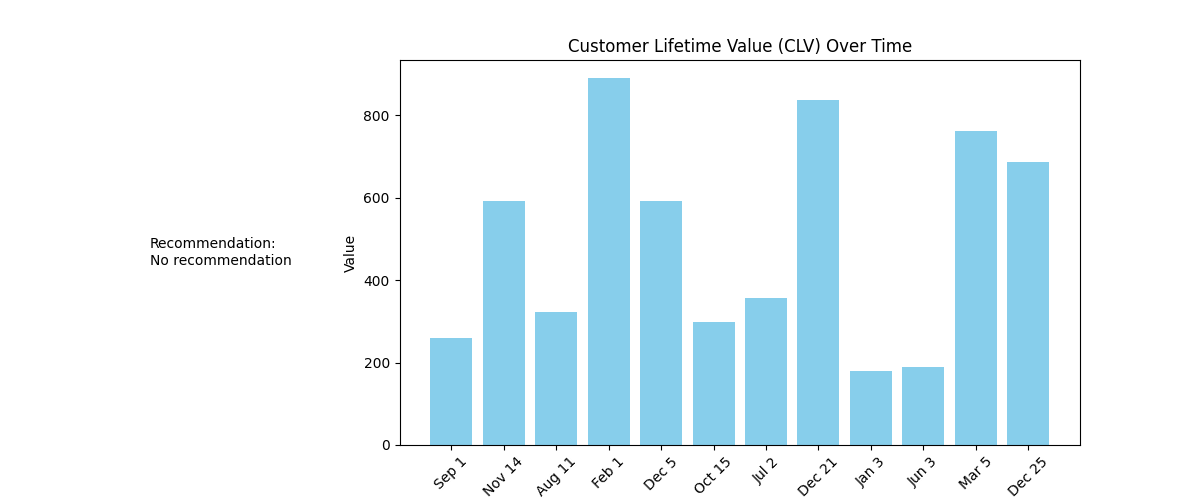 Customer Lifetime Value (CLV) Over Time
Recommendation:
No recommendation
Value
800
600
400
200
0
Sep 1
Nov 14
Aug 11
Feb 1
Dec 5
Oct 15
Jul 2
Dec 21
Jan 3
Jun 3
Mar 5
Dec 25